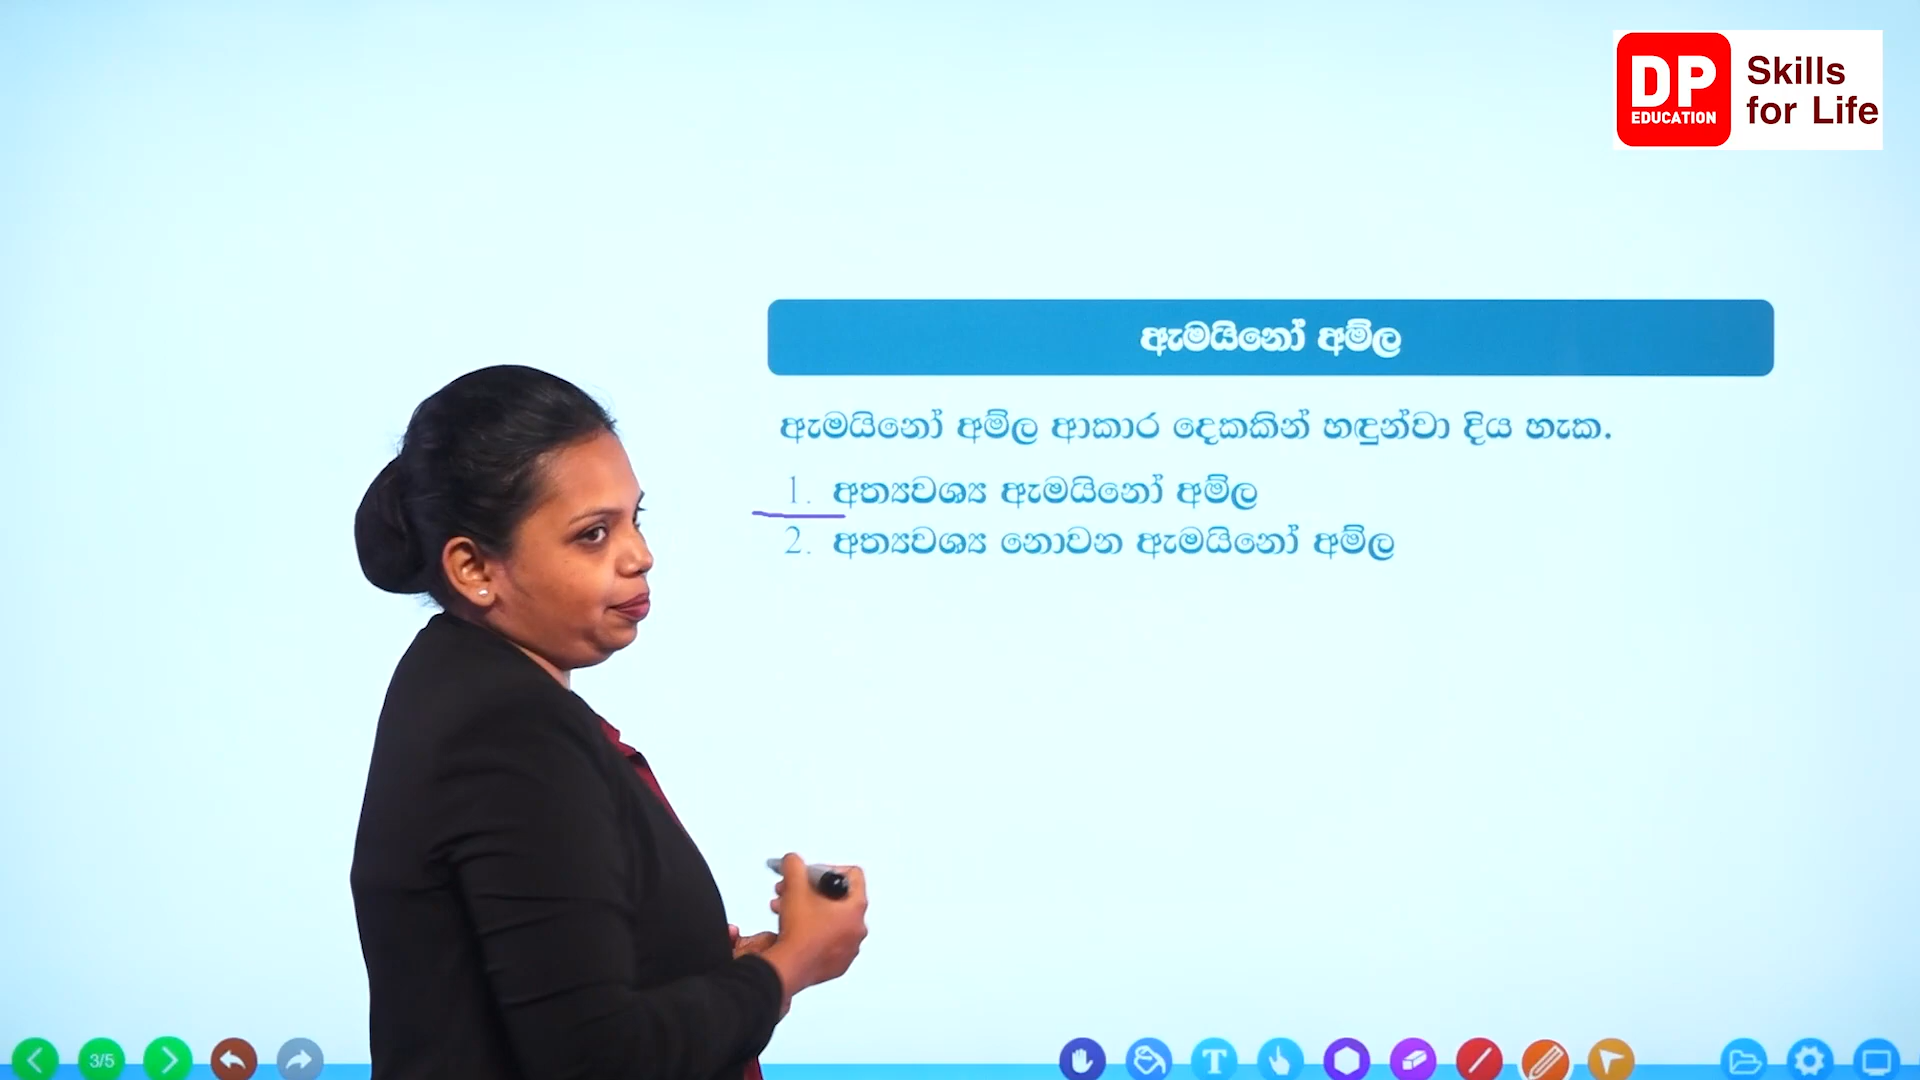 DP
EDUCATION
Skills
for Life
ඇමයිනෝ අම්ල
ඇමයිනෝ අම්ල ආකාර දෙකකින් හඳුන්වා දිය හැක.
1. අත්‍යවශ්‍ය ඇමයිනෝ අම්ල
2. අත්‍යවශ්‍ය නොවන ඇමයිනෝ අම්ල
3/5
T